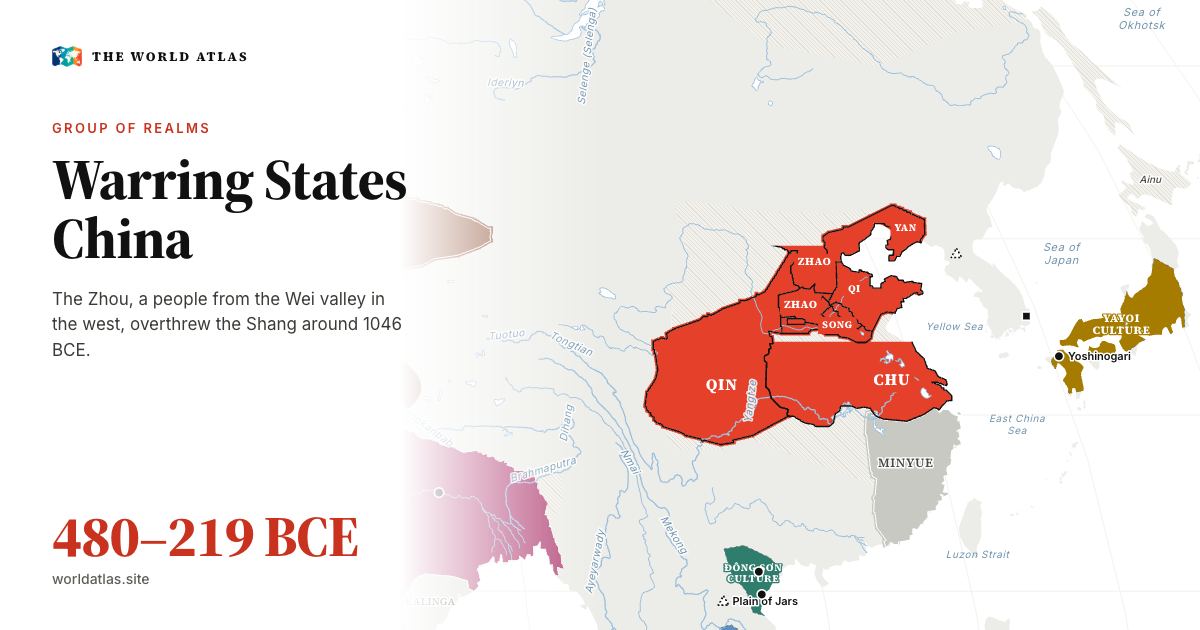 THE WORLD ATLAS
GROUP OF REALMS
Warring States
China
The Zhou, a people from the Wei valley in
the west, overthrew the Shang around 1046
BCE.
480–219 BCE
worldatlas.site
Sea of
Okhotsk
Selenge (Selenga)
Ideriyn
Ainu
YAN
Sea of
Japan
ZHAO
QI
ZHAO
SONG
Yellow Sea
YAYOI
CULTURE
Yoshinogari
Tuotuo
Tongtian
QIN
CHU
Yangtze
Dihang
East China
Sea
Brahmaputra
Nmai
MINYUE
Mekong
Ayeyarwady
Luzon Strait
ĐÔNG SƠN
CULTURE
Plain of Jars